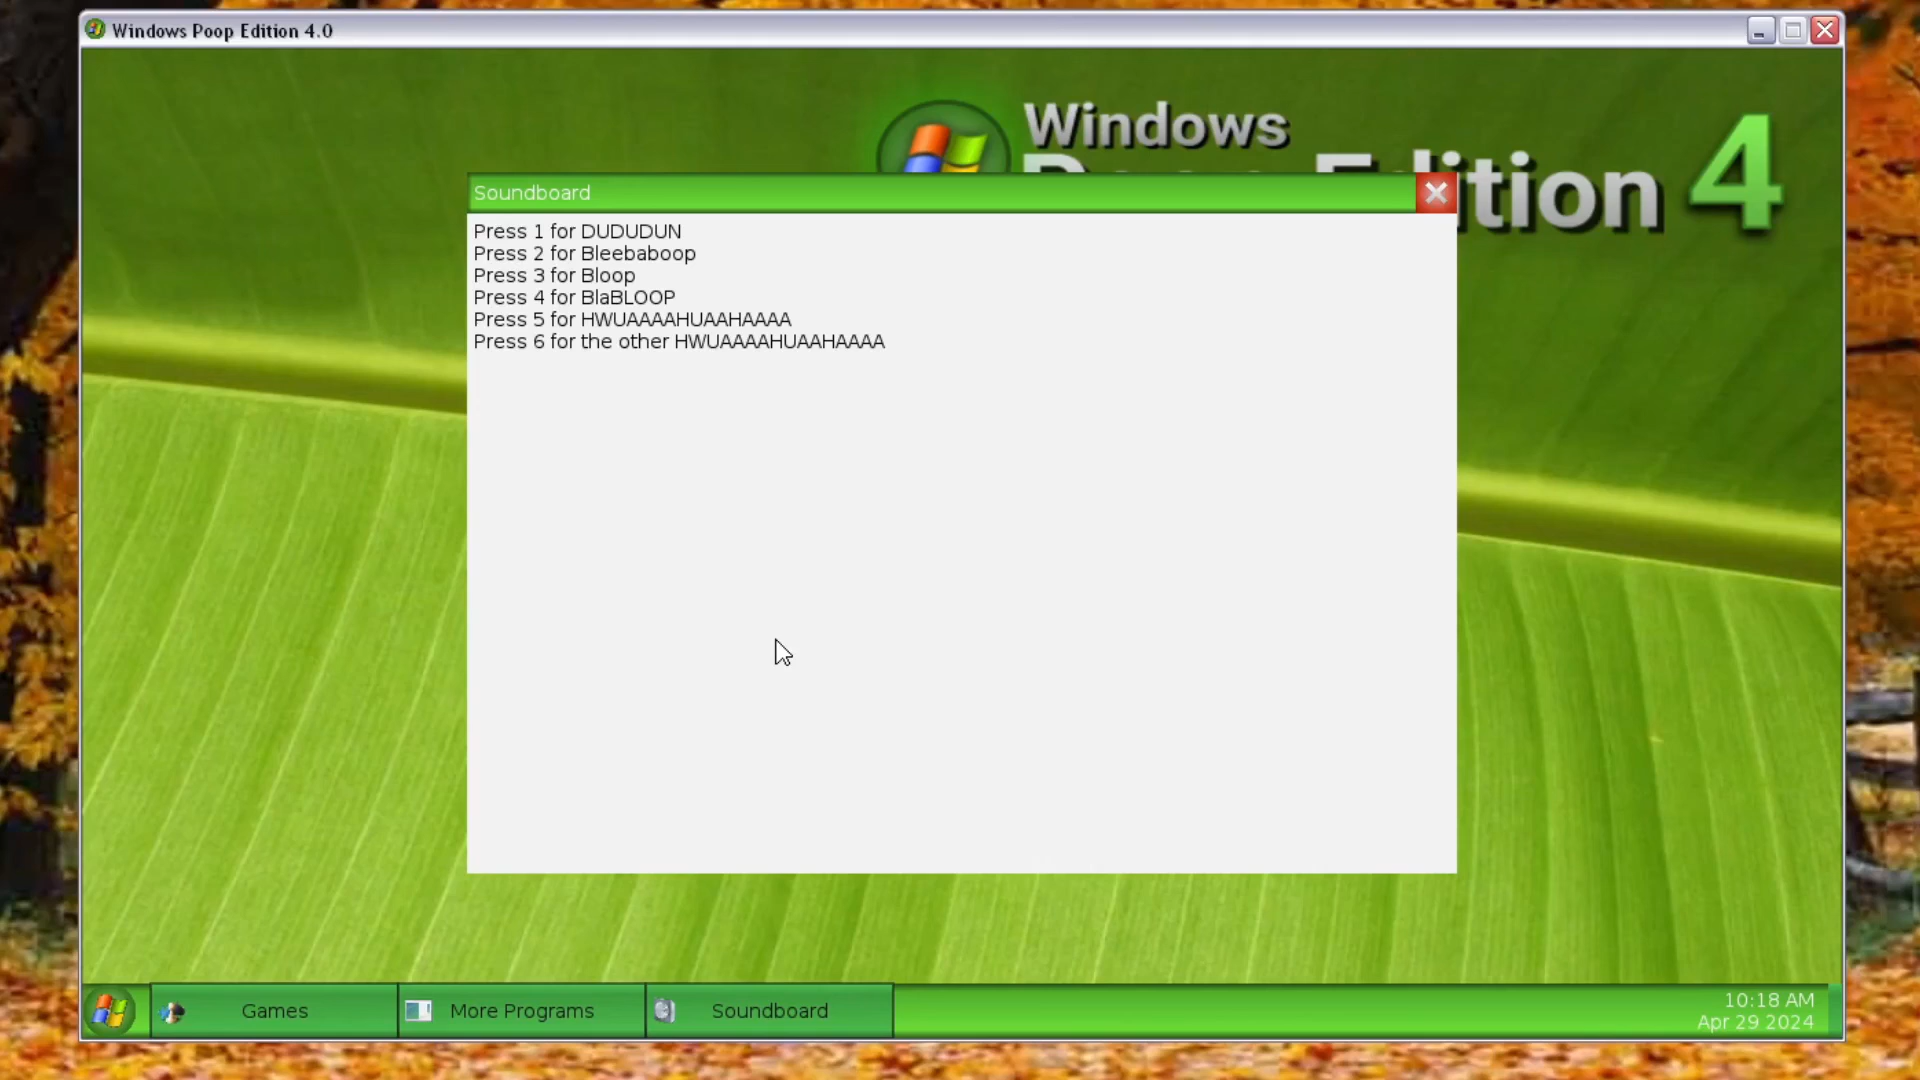 Windows Poop Edition 4.0
Windows
Edition 4
Soundboard
Press 1 for DUDUDUN
Press 2 for Bleebaboop
Press 3 for Bloop
Press 4 for BlaBLOOP
Press 5 for HWUAAAAHUAAHAAAA
Press 6 for the other HWUAAAAHUAAHAAAA
Games
More Programs
Soundboard
10:18 AM
Apr 29 2024